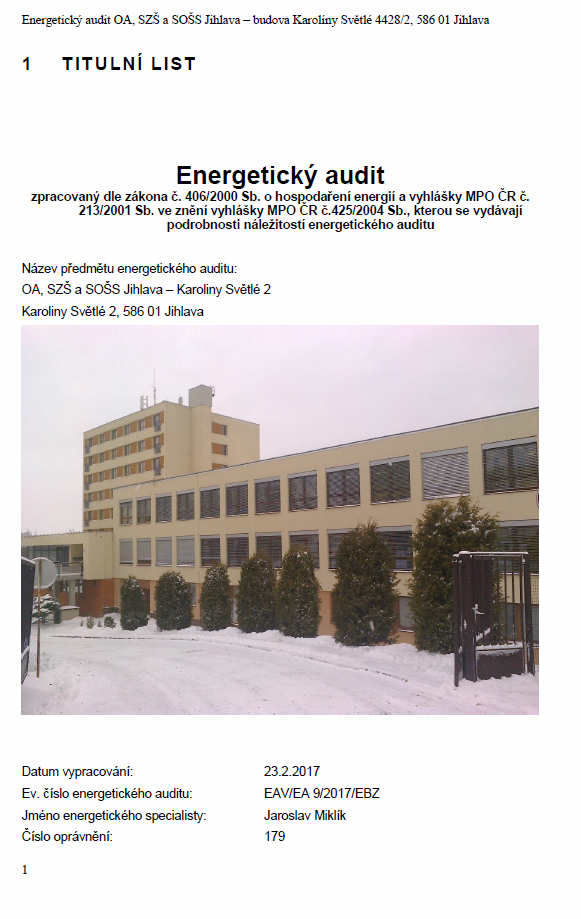 Energetický audit OA, SZŠ a SOŠS Jihlava – budova Karolíny Světlé 4428/2, 586 01 Jihlava
1 TITULNÍ LIST
Energetický audit
zpracovaný dle zákona č. 406/2000 Sb. o hospodaření energií a vyhlášky MPO ČR č.
213/2001 Sb. ve znění vyhlášky MPO ČR č.425/2004 Sb., kterou se vydávají
podrobnosti náležitostí energetického auditu
Název předmětu energetického auditu:
OA, SZŠ a SOŠS Jihlava – Karoliny Světlé 2
Karoliny Světlé 2, 586 01 Jihlava
Datum vypracování: 23.2.2017
Ev. číslo energetického auditu: EAV/EA 9/2017/EBZ
Jméno energetického specialisty: Jaroslav Miklík
Číslo oprávnění: 179
1